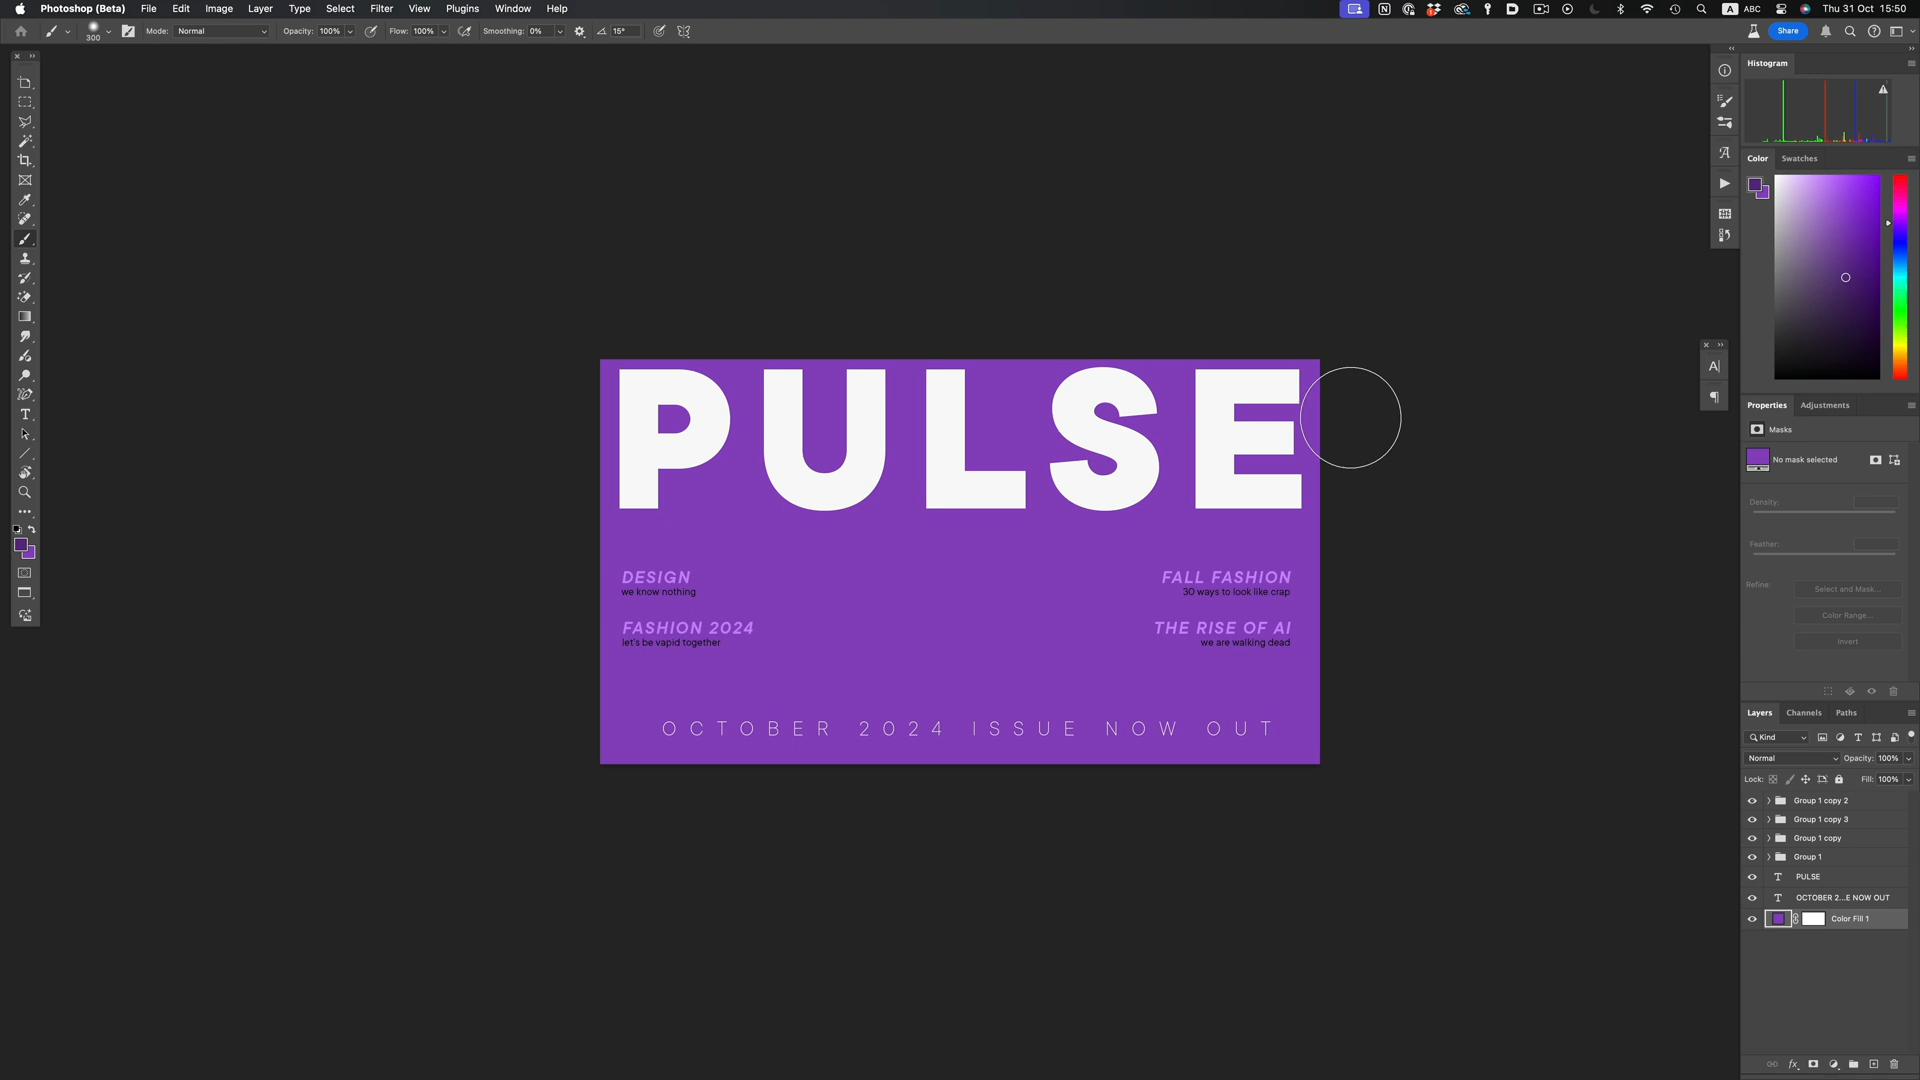 Photoshop (Beta) File Edit Image Layer Type Select Filter View Plugins Window Help A ABC Thu 31 Oct 15:50
300 Mode: Normal Opacity: 100% Flow: 100% Smoothing: 0% 15° Share
Histogram
Color Swatches
Properties Adjustments
Masks
No mask selected
Density:
Feather:
Refine: Select and Mask...
Color Range...
Invert
PULSE
DESIGN
we know nothing
FASHION 2024
let's be vapid together
FALL FASHION
30 ways to look like crap
THE RISE OF AI
we are walking dead
OCTOBER 2024 ISSUE NOW OUT
Layers Channels Paths
Kind
Normal Opacity: 100%
Lock: Fill: 100%
Group 1 copy 2
Group 1 copy 3
Group 1 copy
Group 1
PULSE
OCTOBER 2...E NOW OUT
Color Fill 1